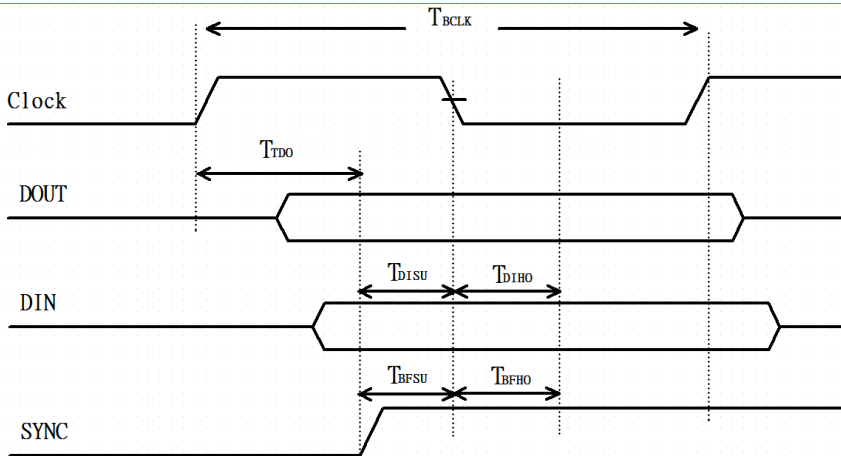 TBCLK
Clock
TTDO
DOUT
TDISU TDIHO
DIN
TBFSU TBFHO
SYNC